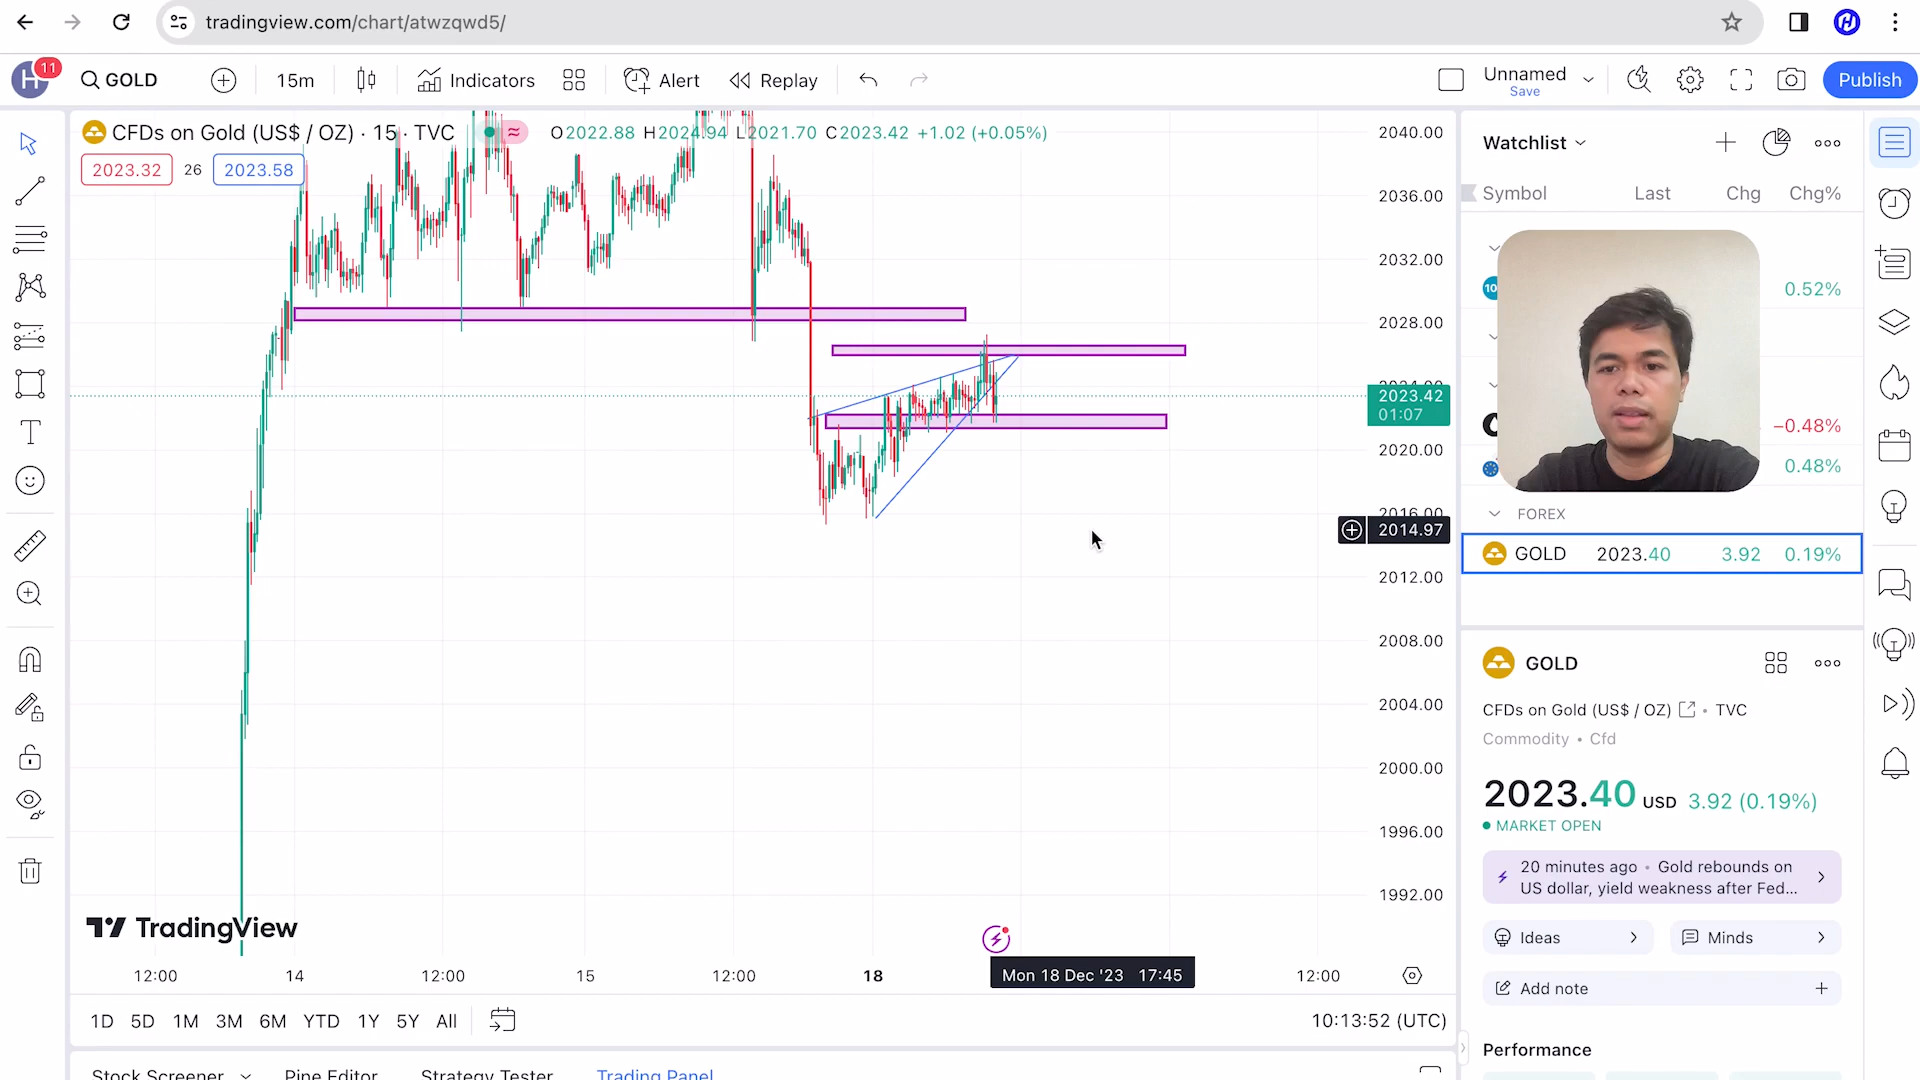 tradingview.com/chart/atwzqwd5/
H
11
GOLD
15m
Indicators
Alert
Replay
Unnamed
Save
Publish
CFDs on Gold (US$ / OZ) · 15 · TVC
O2022.88 H2024.94 L2021.70 C2023.42 +1.02 (+0.05%)
2023.32
26
2023.58
2040.00
2036.00
2032.00
2028.00
2023.42
01:07
2020.00
2016.00
2014.97
2012.00
2008.00
2004.00
2000.00
1996.00
1992.00
TradingView
12:00
14
12:00
15
12:00
18
Mon 18 Dec '23 17:45
12:00
1D 5D 1M 3M 6M YTD 1Y 5Y All
10:13:52 (UTC)
Stock Screener
Pine Editor
Strategy Tester
Trading Panel
Watchlist
Symbol Last Chg Chg%
10
0.52%
−0.48%
0.48%
FOREX
GOLD 2023.40 3.92 0.19%
GOLD
CFDs on Gold (US$ / OZ) • TVC
Commodity • Cfd
2023.40 USD 3.92 (0.19%)
MARKET OPEN
20 minutes ago • Gold rebounds on
US dollar, yield weakness after Fed...
Ideas
Minds
Add note
Performance